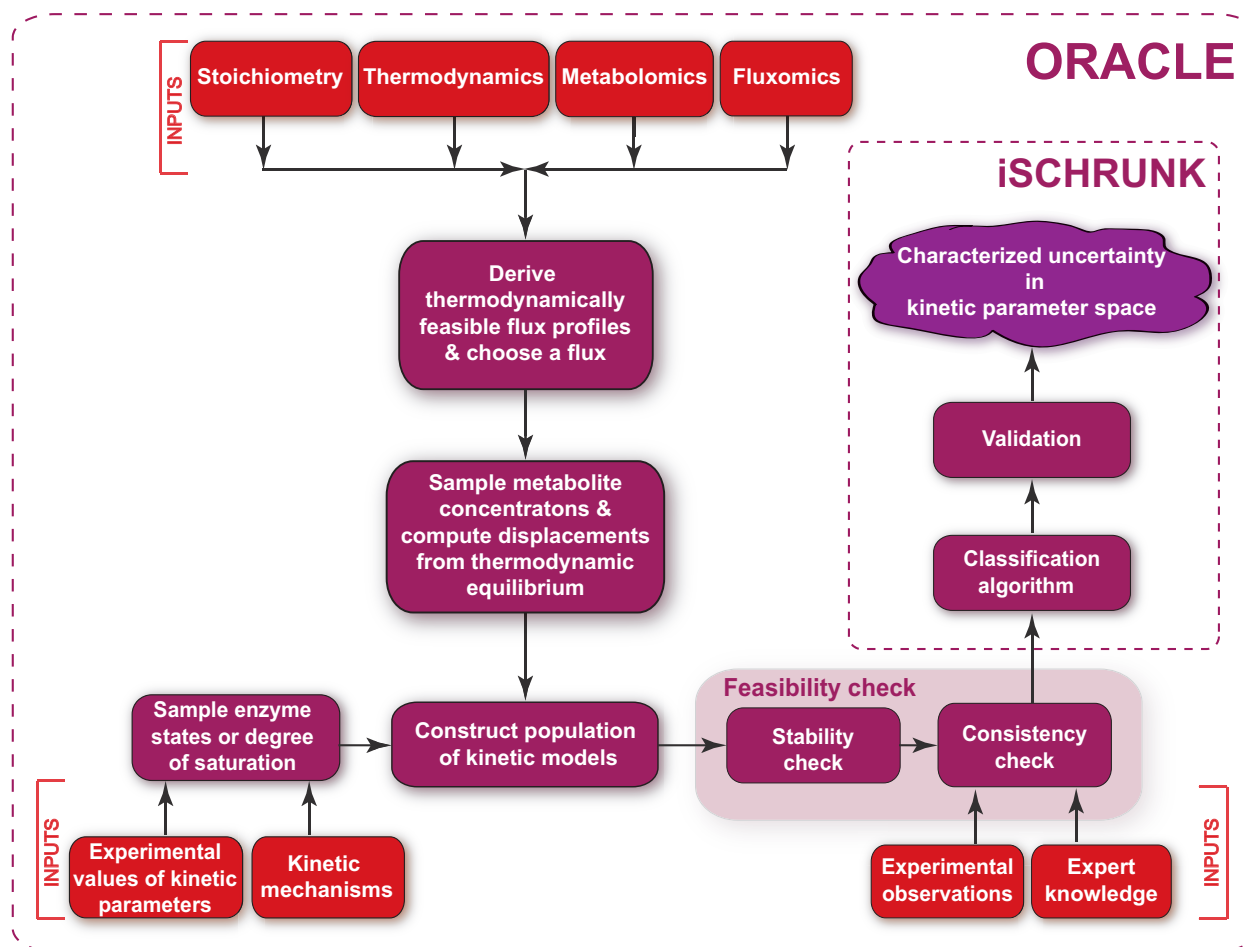 ORACLE
INPUTS
Stoichiometry
Thermodynamics
Metabolomics
Fluxomics
iSCHRUNK
Characterized uncertainty
in
kinetic parameter space
Derive
thermodynamically
feasible flux profiles
& choose a flux
Validation
Sample metabolite
concentratons &
compute displacements
from thermodynamic
equilibrium
Classification
algorithm
Feasibility check
Sample enzyme
states or degree
of saturation
Construct population
of kinetic models
Stability
check
Consistency
check
INPUTS
Experimental
values of kinetic
parameters
Kinetic
mechanisms
Experimental
observations
Expert
knowledge
INPUTS